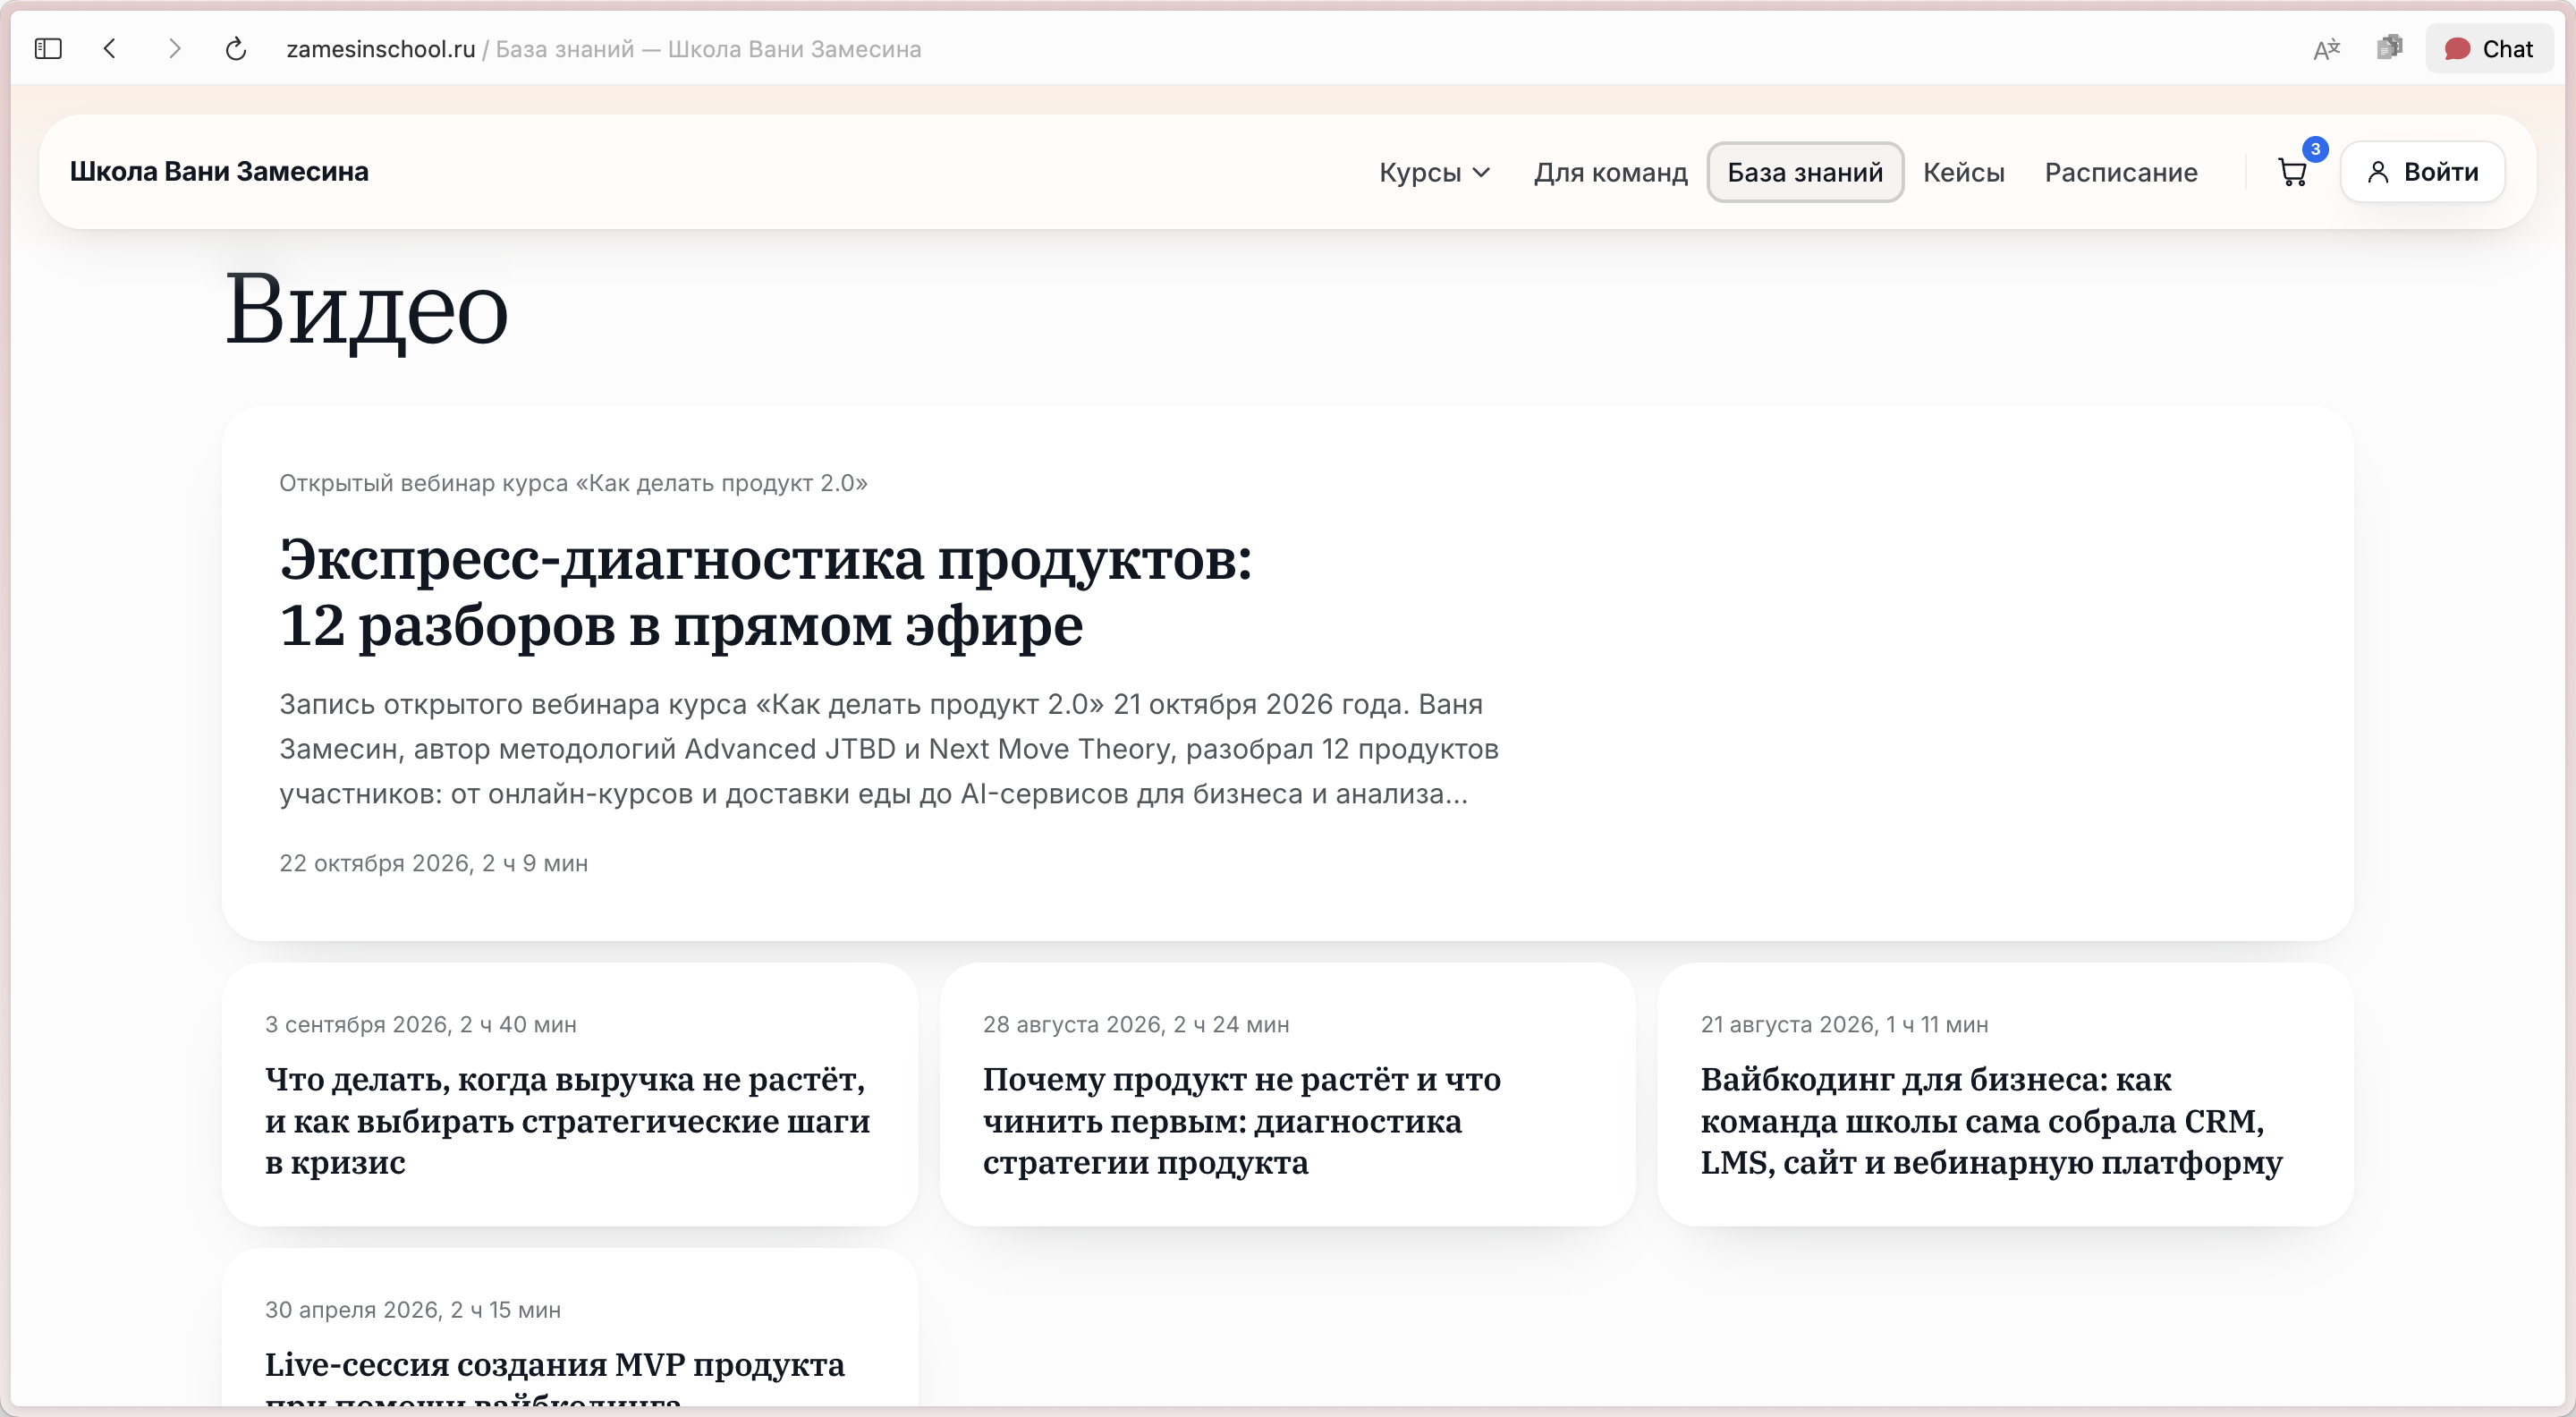 zamesinschool.ru / База знаний — Школа Вани Замесина
Chat
Школа Вани Замесина
Курсы
Для команд
База знаний
Кейсы
Расписание
3
Войти
Видео
Открытый вебинар курса «Как делать продукт 2.0»
Экспресс-диагностика продуктов:
12 разборов в прямом эфире
Запись открытого вебинара курса «Как делать продукт 2.0» 21 октября 2026 года. Ваня
Замесин, автор методологий Advanced JTBD и Next Move Theory, разобрал 12 продуктов
участников: от онлайн-курсов и доставки еды до AI-сервисов для бизнеса и анализа...
22 октября 2026, 2 ч 9 мин
3 сентября 2026, 2 ч 40 мин
Что делать, когда выручка не растёт,
и как выбирать стратегические шаги
в кризис
28 августа 2026, 2 ч 24 мин
Почему продукт не растёт и что
чинить первым: диагностика
стратегии продукта
21 августа 2026, 1 ч 11 мин
Вайбкодинг для бизнеса: как
команда школы сама собрала CRM,
LMS, сайт и вебинарную платформу
30 апреля 2026, 2 ч 15 мин
Live-сессия создания MVP продукта
при помощи вайбкодинга